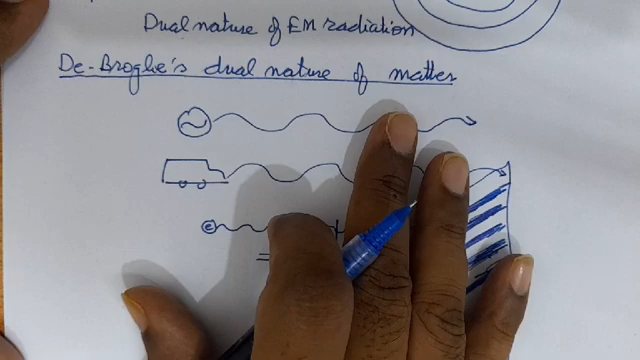 Dual nature of EM radiation
De-Broglie's dual nature of matter
e